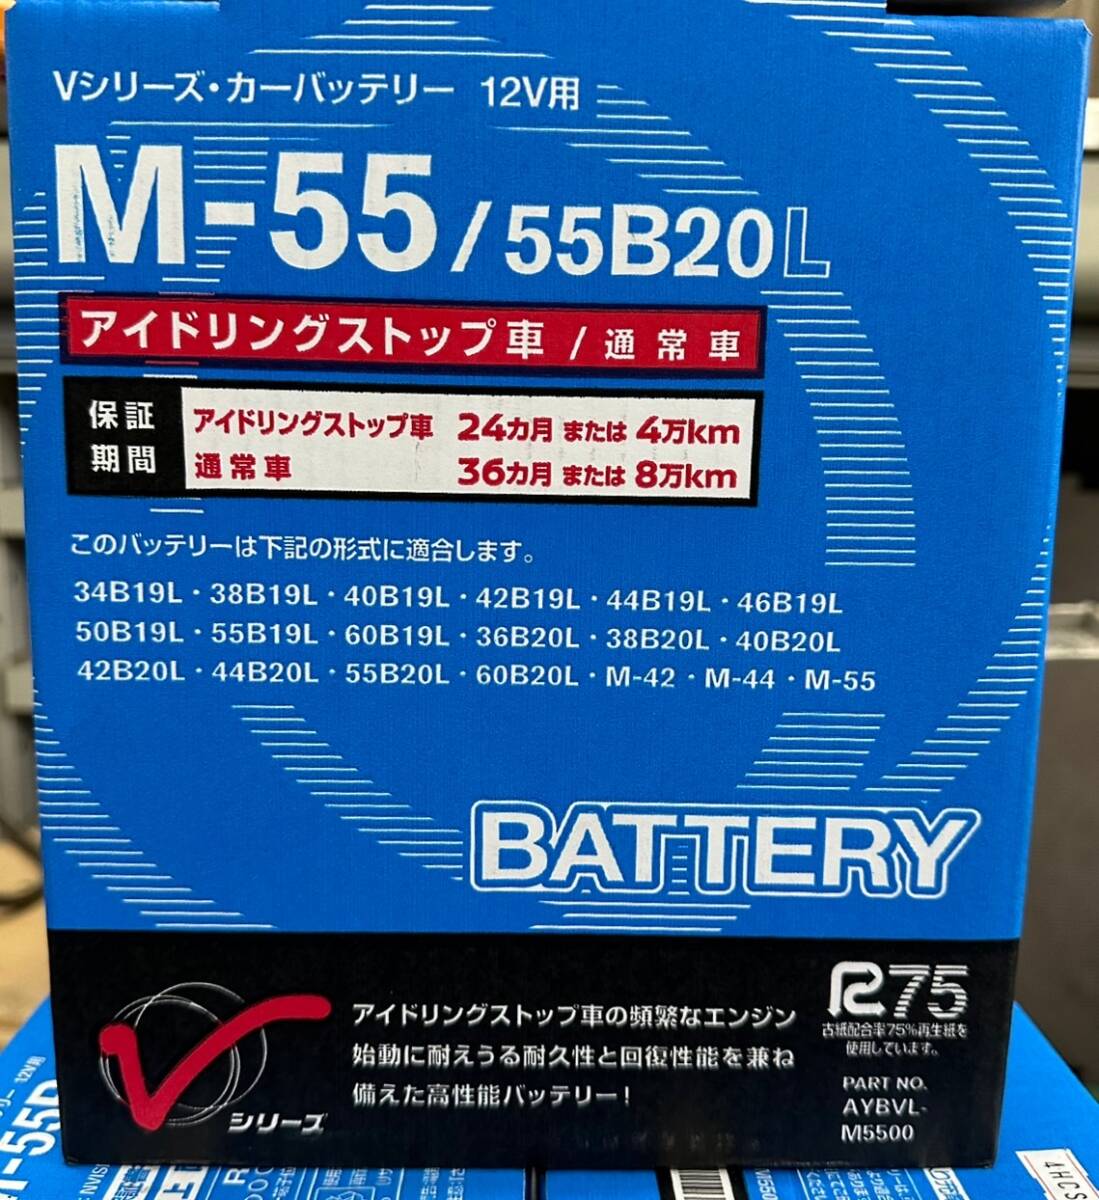 Vシリーズ・カーバッテリー 12V用
M-55/55B20L
アイドリングストップ車 / 通常車
保証期間
アイドリングストップ車 24カ月 または 4万km
通常車 36カ月 または 8万km
このバッテリーは下記の形式に適合します。
34B19L・38B19L・40B19L・42B19L・44B19L・46B19L
50B19L・55B19L・60B19L・36B20L・38B20L・40B20L
42B20L・44B20L・55B20L・60B20L・M-42・M-44・M-55
BATTERY
Vシリーズ
アイドリングストップ車の頻繁なエンジン
始動に耐えうる耐久性と回復性能を兼ね
備えた高性能バッテリー!
R75
古紙配合率75%再生紙を
使用しています。
PART NO.
AYBVL-
M5500
12V用